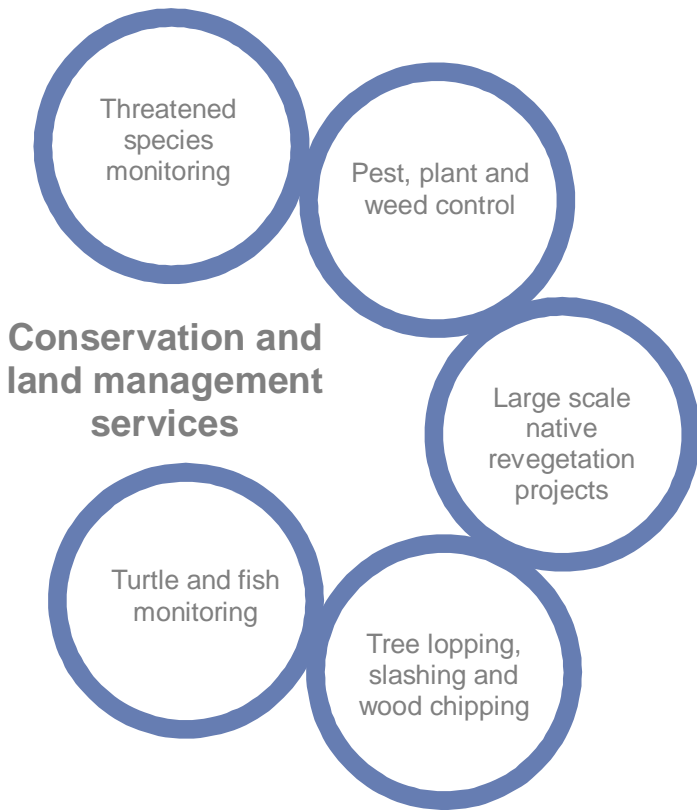 Threatened
species
monitoring
Pest, plant and
weed control
Conservation and
land management
services
Large scale
native
revegetation
projects
Turtle and fish
monitoring
Tree lopping,
slashing and
wood chipping